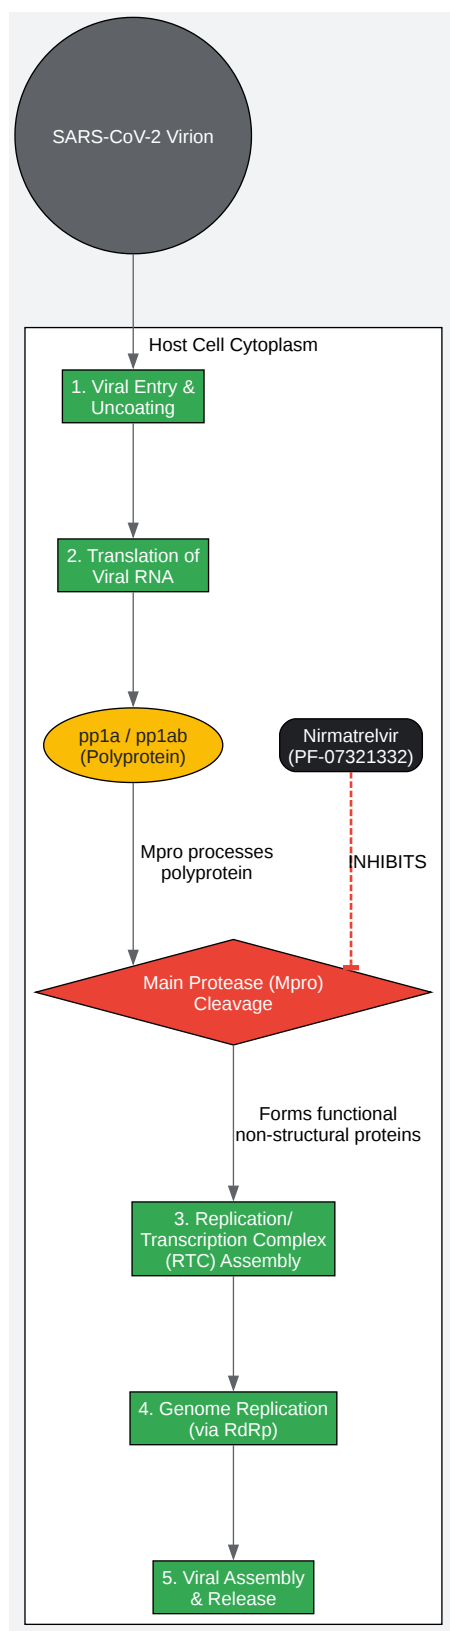 SARS-CoV-2 Virion
Host Cell Cytoplasm
1. Viral Entry &
Uncoating
2. Translation of
Viral RNA
pp1a / pp1ab
(Polyprotein)
Nirmatrelvir
(PF-07321332)
Mpro processes
polyprotein
INHIBITS
Main Protease (Mpro)
Cleavage
Forms functional
non-structural proteins
3. Replication/
Transcription Complex
(RTC) Assembly
4. Genome Replication
(via RdRp)
5. Viral Assembly
& Release